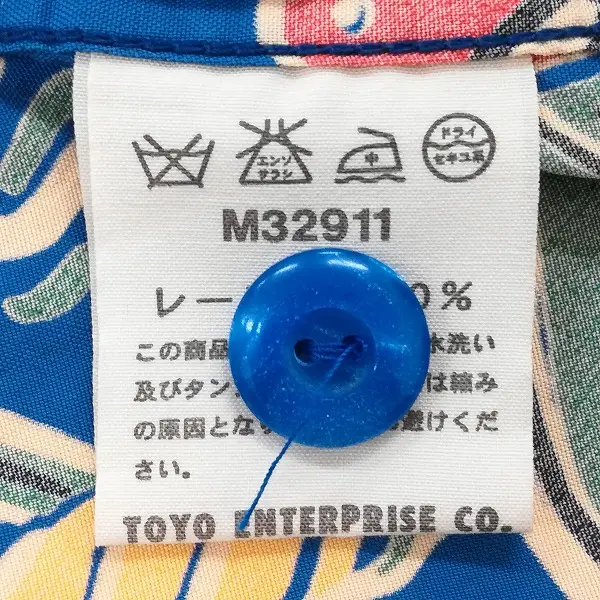 エンソ
サラシ
中
ドライ
セキユ系
M32911
レー 0%
この商品 水洗い
及びタン は縮み
の原因とな 避けくだ
さい。
TOYO ENTERPRISE CO.